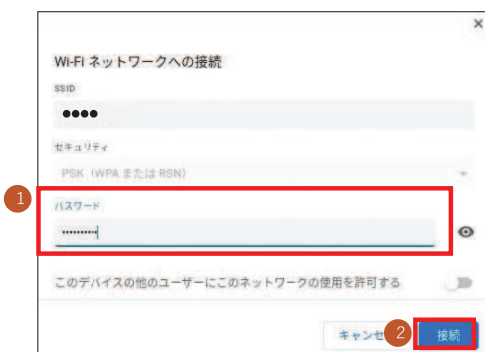 ×
Wi-Fi ネットワークへの接続
SSID
●●●●
セキュリティ
PSK（WPA または RSN）
1
パスワード
••••••••••
このデバイスの他のユーザーにこのネットワークの使用を許可する
キャンセ 2 接続